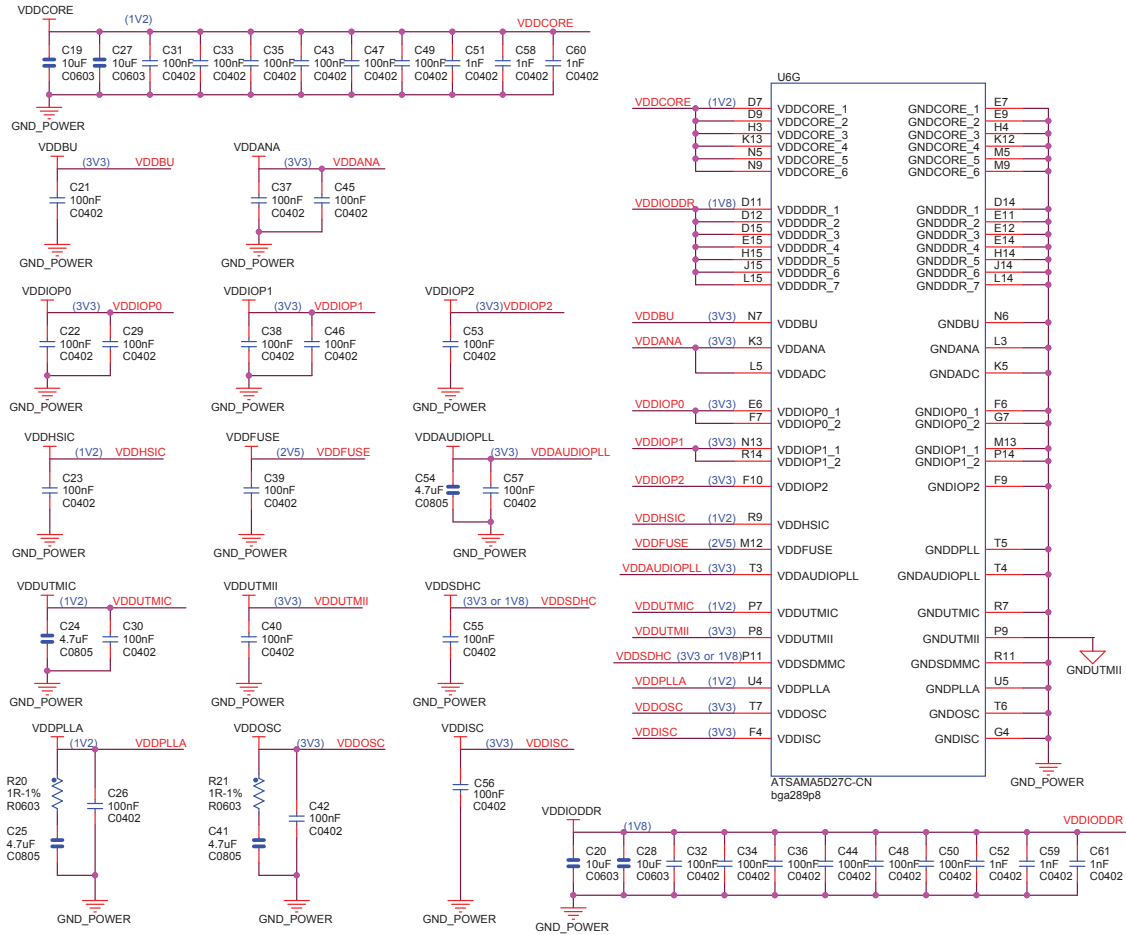 VDDCORE
(1V2)
VDDCORE
C19
10uF
C0603
C27
10uF
C0603
C31
100nF
C0402
C33
100nF
C0402
C35
100nF
C0402
C43
100nF
C0402
C47
100nF
C0402
C49
100nF
C0402
C51
1nF
C0402
C58
1nF
C0402
C60
1nF
C0402
GND_POWER
VDDBU
(3V3)
VDDBU
C21
100nF
C0402
GND_POWER
VDDANA
(3V3)
VDDANA
C37
100nF
C0402
C45
100nF
C0402
GND_POWER
VDDIOP0
(3V3)
VDDIOP0
C22
100nF
C0402
C29
100nF
C0402
GND_POWER
VDDIOP1
(3V3)
VDDIOP1
C38
100nF
C0402
C46
100nF
C0402
GND_POWER
VDDIOP2
(3V3)VDDIOP2
C53
100nF
C0402
GND_POWER
VDDHSIC
(1V2)
VDDHSIC
C23
100nF
C0402
GND_POWER
VDDFUSE
(2V5)
VDDFUSE
C39
100nF
C0402
GND_POWER
VDDAUDIOPLL
(3V3)
VDDAUDIOPLL
C54
4.7uF
C0805
C57
100nF
C0402
GND_POWER
VDDUTMIC
(1V2)
VDDUTMIC
C24
4.7uF
C0805
C30
100nF
C0402
GND_POWER
VDDUTMII
(3V3)
VDDUTMII
C40
100nF
C0402
GND_POWER
VDDSDHC
(3V3 or 1V8)
VDDSDHC
C55
100nF
C0402
GND_POWER
VDDPLLA
(1V2)
VDDPLLA
R20
1R-1%
R0603
C25
4.7uF
C0805
C26
100nF
C0402
GND_POWER
VDDOSC
(3V3)
VDDOSC
R21
1R-1%
R0603
C41
4.7uF
C0805
C42
100nF
C0402
GND_POWER
VDDISC
(3V3)
VDDISC
C56
100nF
C0402
GND_POWER
U6G
VDDCORE (1V2) D7 VDDCORE_1 GNDCORE_1 E7
D9 VDDCORE_2 GNDCORE_2 E9
H3 VDDCORE_3 GNDCORE_3 H4
K13 VDDCORE_4 GNDCORE_4 K12
N5 VDDCORE_5 GNDCORE_5 M5
N9 VDDCORE_6 GNDCORE_6 M9
VDDIODDR (1V8) D11 VDDDDR_1 GNDDDR_1 D14
D12 VDDDDR_2 GNDDDR_2 E11
D15 VDDDDR_3 GNDDDR_3 E12
E15 VDDDDR_4 GNDDDR_4 E14
H15 VDDDDR_5 GNDDDR_5 H14
J15 VDDDDR_6 GNDDDR_6 J14
L15 VDDDDR_7 GNDDDR_7 L14
VDDBU (3V3) N7 VDDBU GNDBU N6
VDDANA (3V3) K3 VDDANA GNDANA L3
L5 VDDADC GNDADC K5
VDDIOP0 (3V3) E6 VDDIOP0_1 GNDIOP0_1 F6
F7 VDDIOP0_2 GNDIOP0_2 G7
VDDIOP1 (3V3) N13 VDDIOP1_1 GNDIOP1_1 M13
R14 VDDIOP1_2 GNDIOP1_2 P14
VDDIOP2 (3V3) F10 VDDIOP2 GNDIOP2 F9
VDDHSIC (1V2) R9 VDDHSIC
VDDFUSE (2V5) M12 VDDFUSE GNDDPLL T5
VDDAUDIOPLL (3V3) T3 VDDAUDIOPLL GNDAUDIOPLL T4
VDDUTMIC (1V2) P7 VDDUTMIC GNDUTMIC R7
VDDUTMII (3V3) P8 VDDUTMII GNDUTMII P9
GNDUTMII
VDDSDHC (3V3 or 1V8) P11 VDDSDMMC GNDSDMMC R11
VDDPLLA (1V2) U4 VDDPLLA GNDPLLA U5
VDDOSC (3V3) T7 VDDOSC GNDOSC T6
VDDISC (3V3) F4 VDDISC GNDISC G4
GND_POWER
ATSAMA5D27C-CN
bga289p8
VDDIODDR
(1V8)
VDDIODDR
C20
10uF
C0603
C28
10uF
C0603
C32
100nF
C0402
C34
100nF
C0402
C36
100nF
C0402
C44
100nF
C0402
C48
100nF
C0402
C50
100nF
C0402
C52
1nF
C0402
C59
1nF
C0402
C61
1nF
C0402
GND_POWER